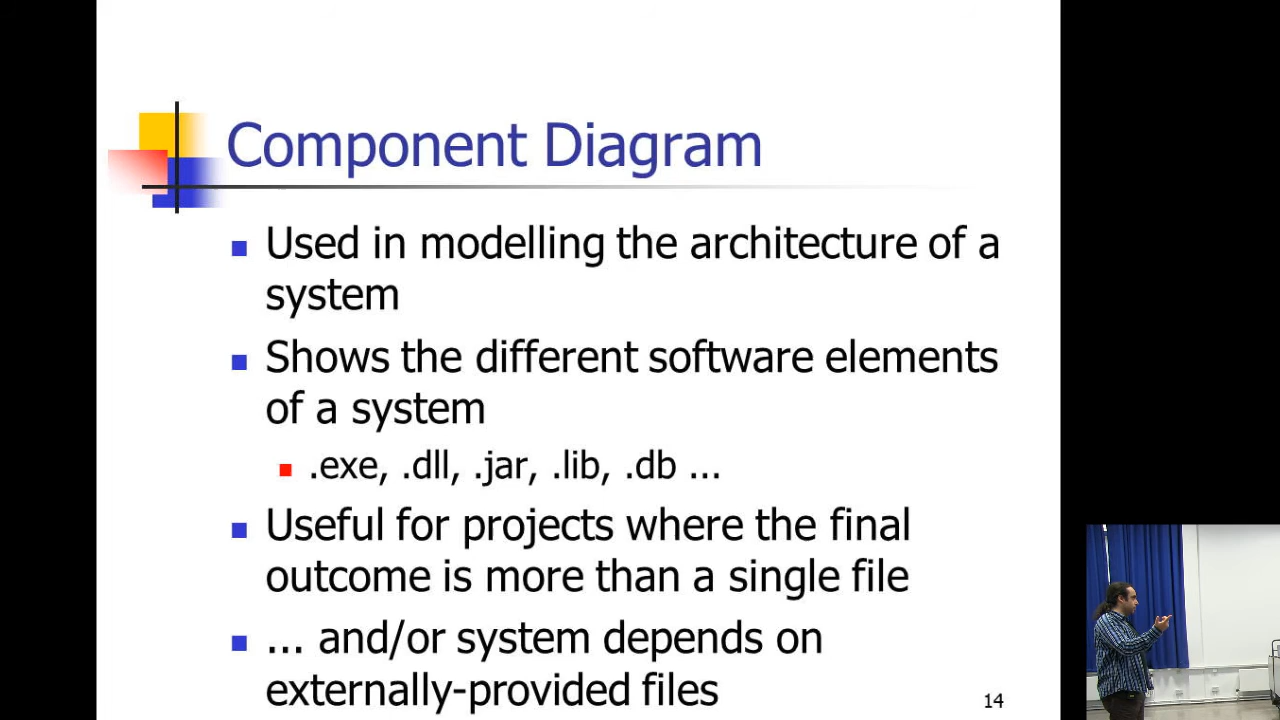 Component Diagram
Used in modelling the architecture of a
system
Shows the different software elements
of a system
.exe, .dll, .jar, .lib, .db ...
Useful for projects where the final
outcome is more than a single file
... and/or system depends on
externally-provided files
14